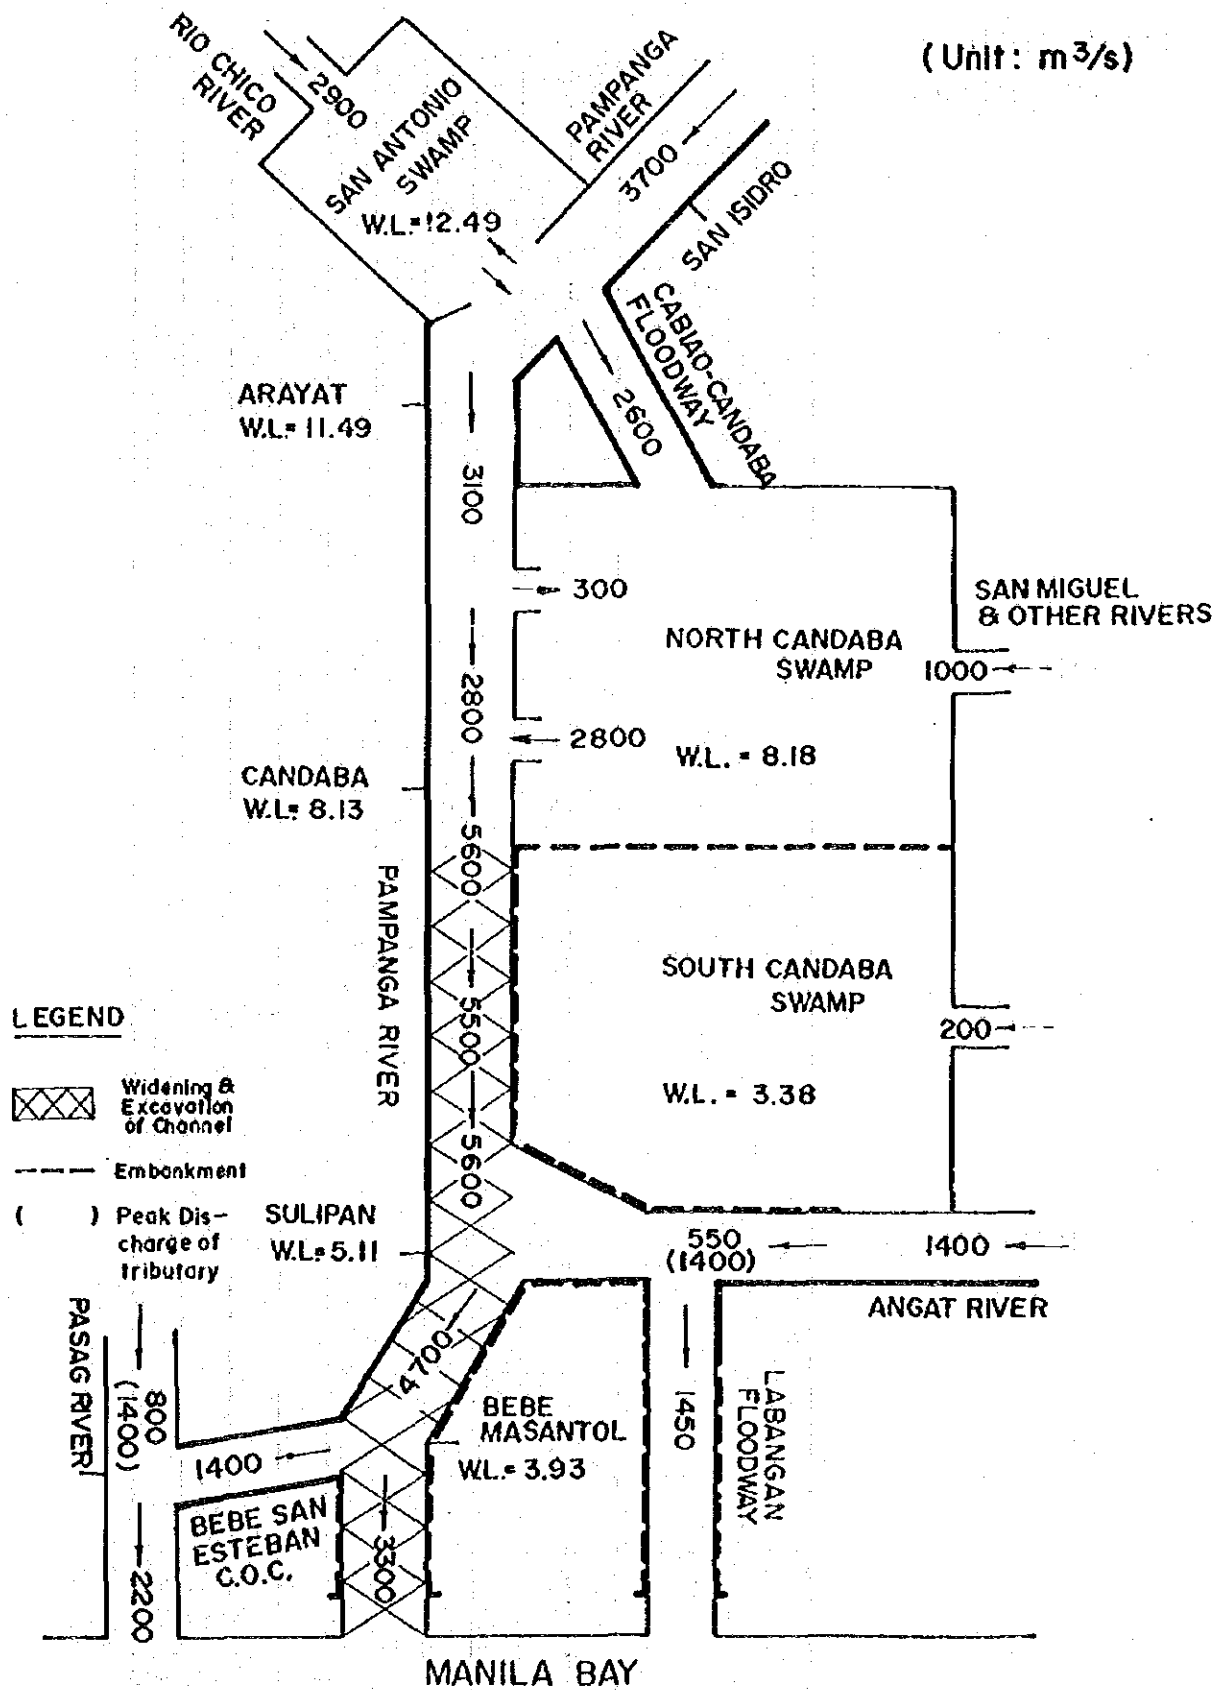 (Unit: m3/s)
RIO CHICO
RIVER
2900
SAN ANTONIO
SWAMP
W.L.=12.49
PAMPANGA
RIVER
3700
SAN ISIDRO
CABIAO-CANDABA
FLOODWAY
2600
ARAYAT
W.L.= 11.49
3100
300
SAN MIGUEL
& OTHER RIVERS
NORTH CANDABA
SWAMP
1000
2800
2800
W.L. = 8.18
CANDABA
W.L.= 8.13
5600
PAMPANGA RIVER
SOUTH CANDABA
SWAMP
5500
200
W.L. = 3.38
LEGEND
Widening &
Excavation
of Channel
Embankment
( ) Peak Dis-
charge of
tributary
5600
SULIPAN
W.L.=5.11
550
(1400)
1400
ANGAT RIVER
PASAG RIVER
800
(1400)
4700
BEBE
MASANTOL
W.L.= 3.93
1450
LABANGAN
FLOODWAY
1400
BEBE SAN
ESTEBAN
C.O.C.
3300
2200
MANILA BAY